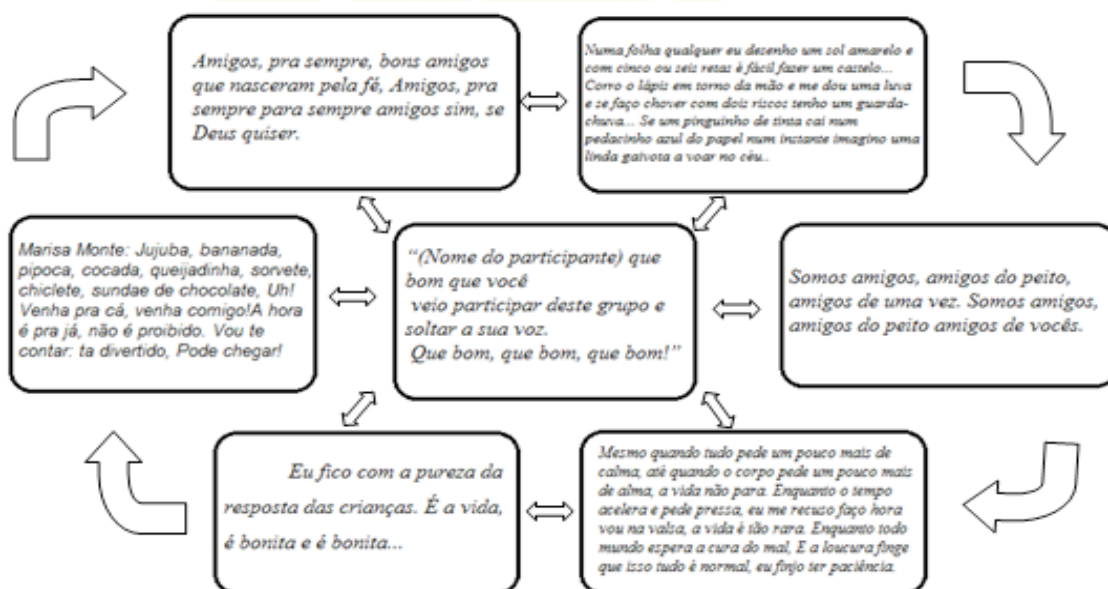 Amigos, pra sempre, bons amigos
que nasceram pela fé, Amigos, pra
sempre para sempre amigos sim, se
Deus quiser.
Numa folha qualquer eu desenho um sol amarelo e
com cinco ou seis retas é fácil fazer um castelo...
Corro o lápis em torno da mão e me dou uma luva
e se faço chover com dois riscos tenho um guarda-
chuva... Se um pinguinho de tinta cai num
pedacinho azul do papel num instante imagino uma
linda gaivota a voar no céu..
Marisa Monte: Jujuba, bananada,
pipoca, cocada, queijadinha, sorvete,
chiclete, sundae de chocolate, Uh!
Venha pra cá, venha comigo!A hora
é pra já, não é proibido. Vou te
contar: ta divertido, Pode chegar!
“(Nome do participante) que
bom que você
veio participar deste grupo e
soltar a sua voz.
Que bom, que bom, que bom!”
Somos amigos, amigos do peito,
amigos de uma vez. Somos amigos,
amigos do peito amigos de vocês.
Eu fico com a pureza da
resposta das crianças. É a vida,
é bonita e é bonita...
Mesmo quando tudo pede um pouco mais de
calma, até quando o corpo pede um pouco mais
de alma, a vida não para. Enquanto o tempo
acelera e pede pressa, eu me recuso faço hora
vou na valsa, a vida é tão rara. Enquanto todo
mundo espera a cura do mal, E a loucura finge
que isso tudo é normal, eu finjo ter paciência.